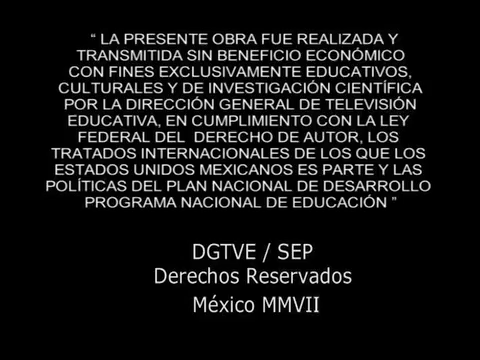 “ LA PRESENTE OBRA FUE REALIZADA Y
TRANSMITIDA SIN BENEFICIO ECONÓMICO
CON FINES EXCLUSIVAMENTE EDUCATIVOS,
CULTURALES Y DE INVESTIGACIÓN CIENTÍFICA
POR LA DIRECCIÓN GENERAL DE TELEVISIÓN
EDUCATIVA, EN CUMPLIMIENTO CON LA LEY
FEDERAL DEL DERECHO DE AUTOR, LOS
TRATADOS INTERNACIONALES DE LOS QUE LOS
ESTADOS UNIDOS MEXICANOS ES PARTE Y LAS
POLÍTICAS DEL PLAN NACIONAL DE DESARROLLO
PROGRAMA NACIONAL DE EDUCACIÓN ”
DGTVE / SEP
Derechos Reservados
México MMVII